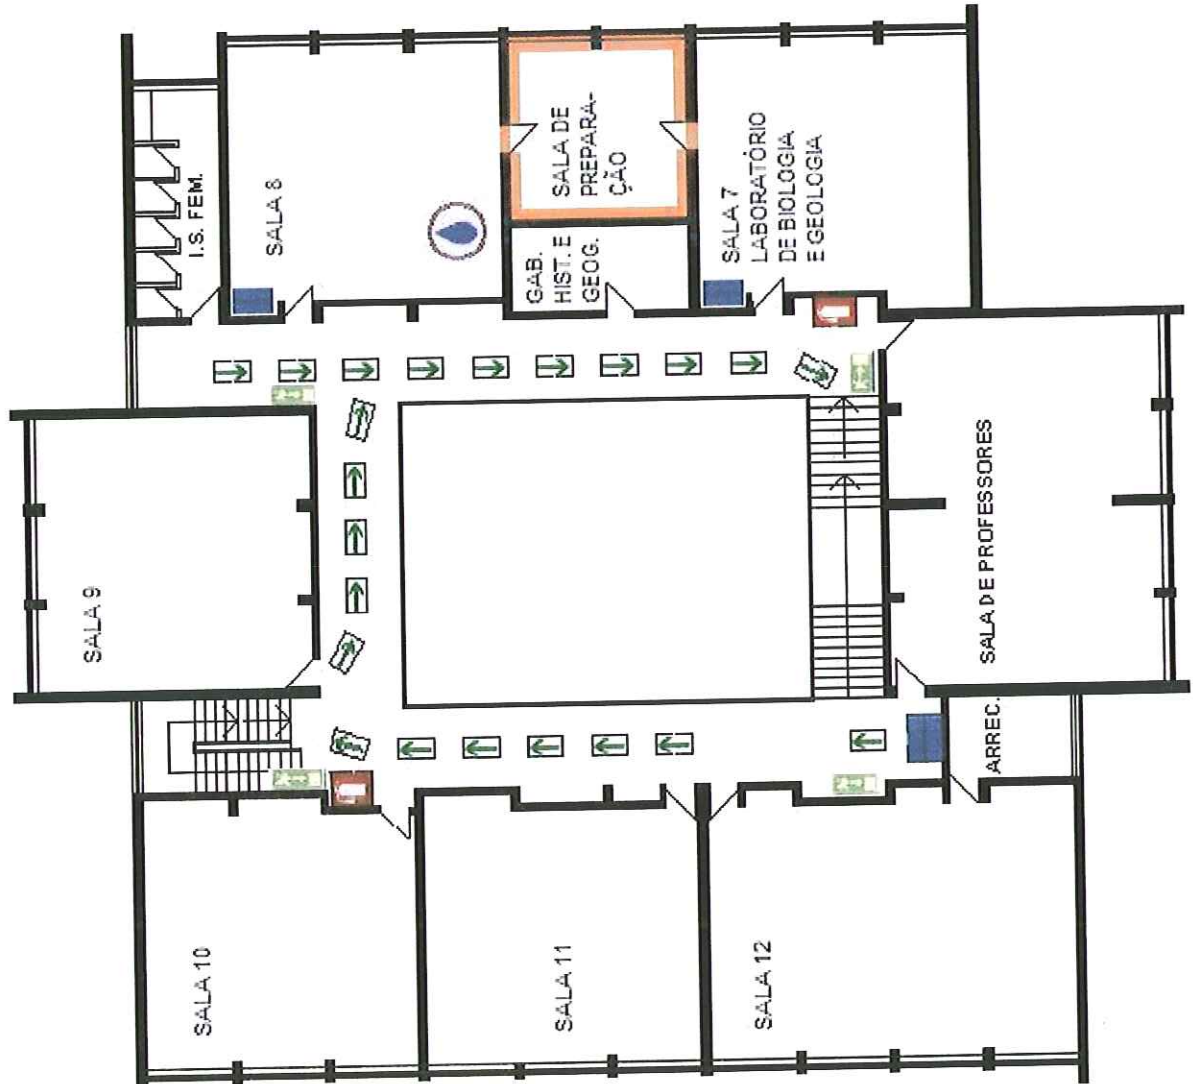 I.S. FEM.
SALA 8
SALA DE
PREPARA-
ÇÃO
GAB.
HIST. E
GEOG.
SALA 7
LABORATÓRIO
DE BIOLOGIA
E GEOLOGIA
SALA 9
SALA DE PROFESSORES
ARREC.
SALA 10
SALA 11
SALA 12